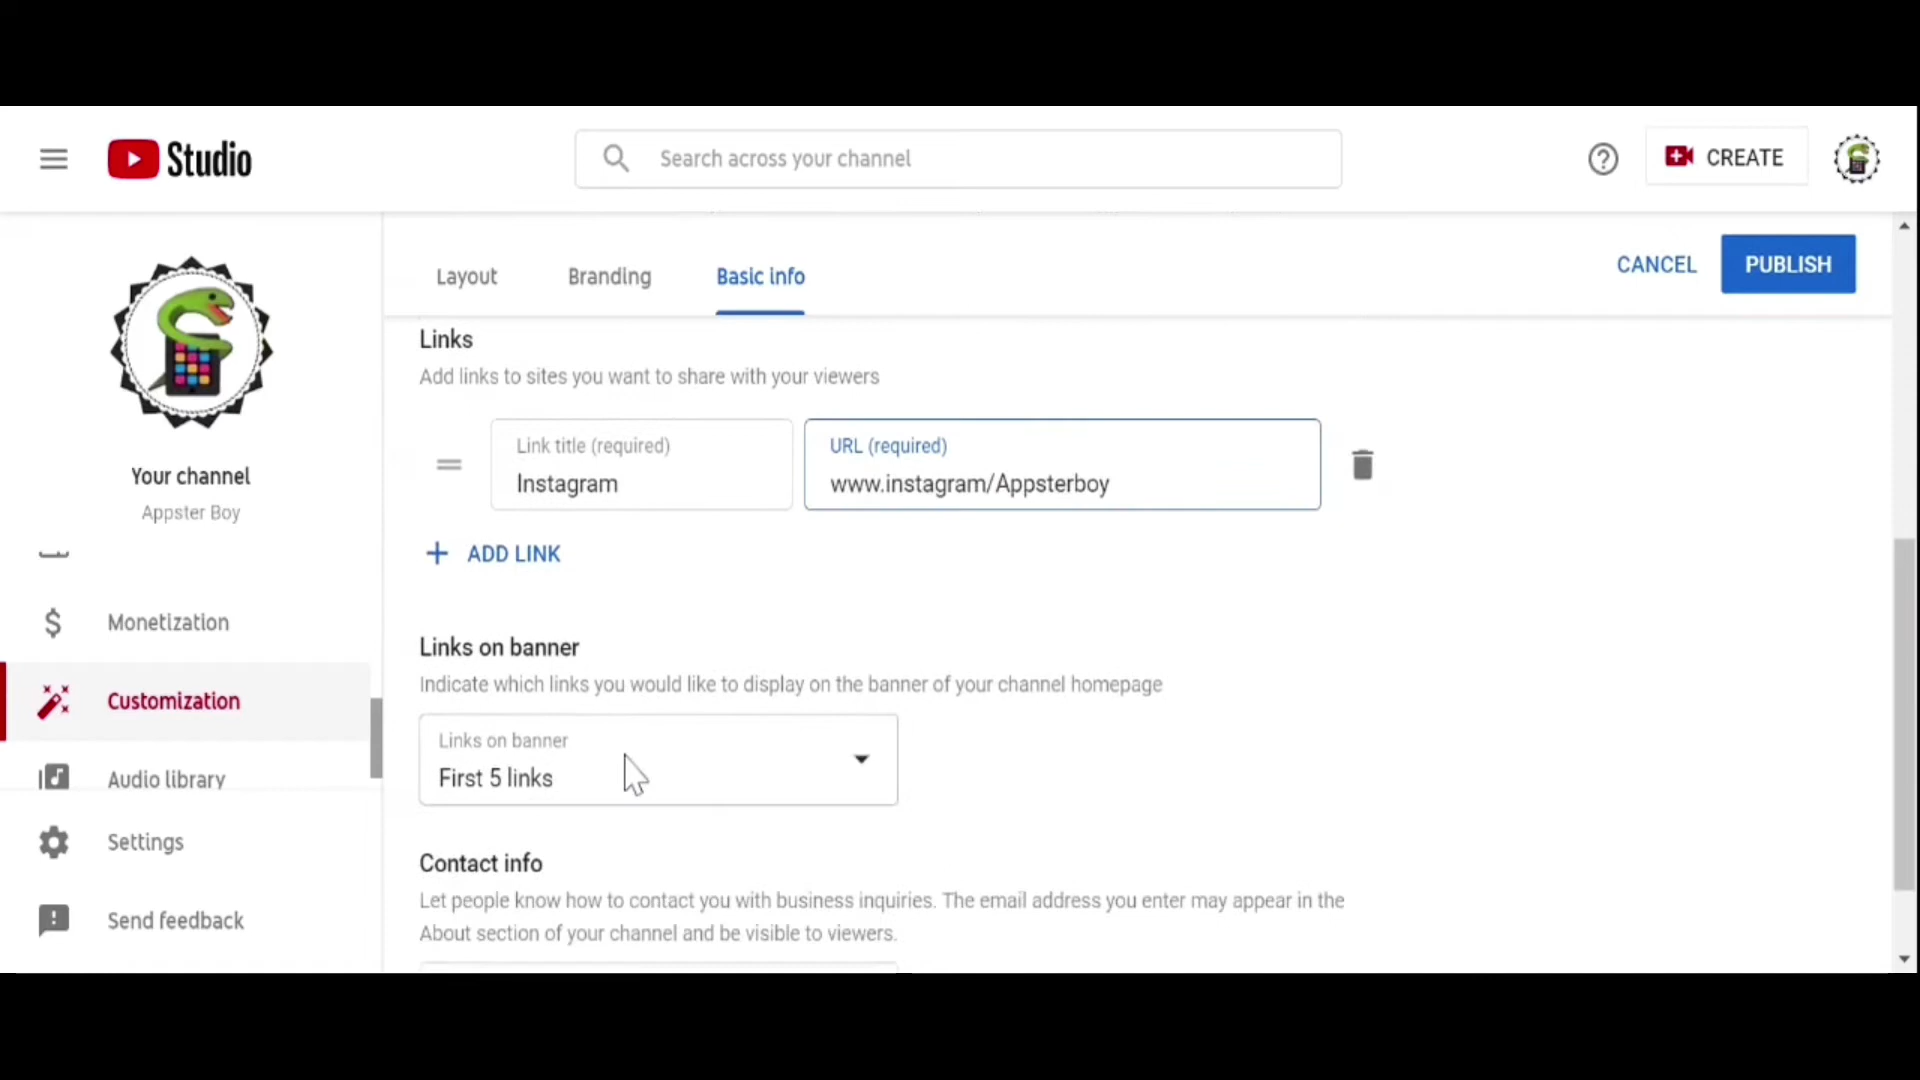 Studio
Search across your channel
CREATE
Layout
Branding
Basic info
CANCEL
PUBLISH
Your channel
Appster Boy
Monetization
Customization
Audio library
Settings
Send feedback
Links
Add links to sites you want to share with your viewers
Link title (required)
Instagram
URL (required)
www.instagram/Appsterboy
ADD LINK
Links on banner
Indicate which links you would like to display on the banner of your channel homepage
Links on banner
First 5 links
Contact info
Let people know how to contact you with business inquiries. The email address you enter may appear in the
About section of your channel and be visible to viewers.